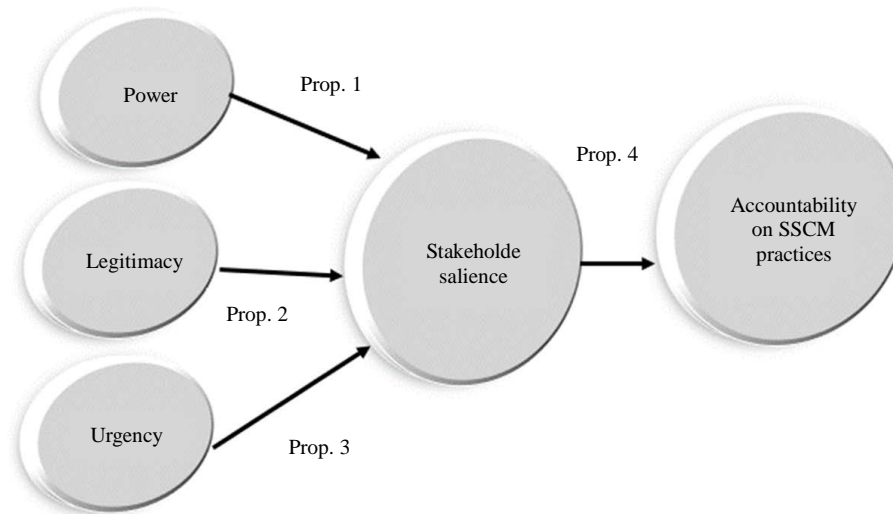 Power
Prop. 1
Legitimacy
Prop. 2
Urgency
Prop. 3
Stakeholde
salience
Prop. 4
Accountability
on SSCM
practices